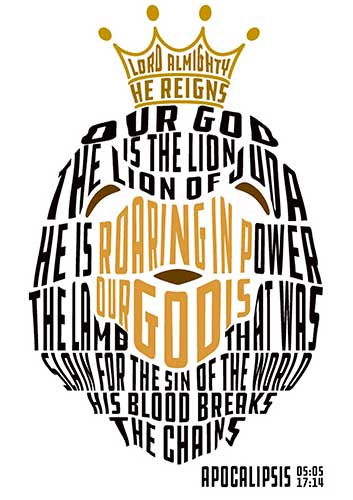 LORD ALMIGHTY
HE REIGNS
OUR GOD
IS THE LION
THE LION OF JUDA
HE IS ROARING IN POWER
OUR GOD IS
THE LAMB THAT WAS
SLAIN FOR THE SIN OF THE WORLD
HIS BLOOD BREAKS
THE CHAINS
APOCALIPSIS 05:05
17:14